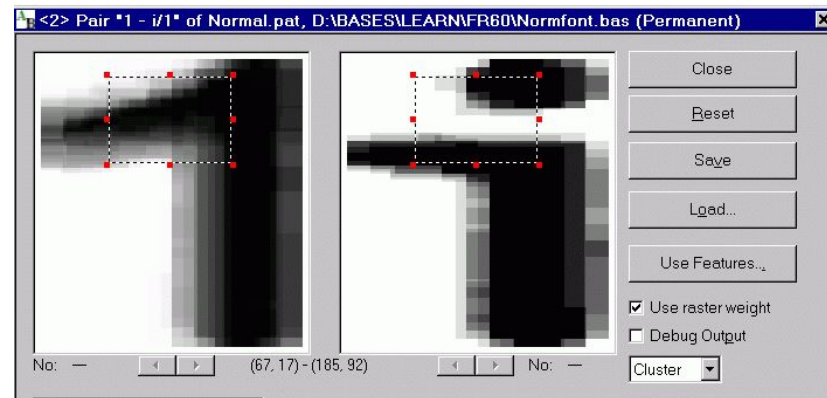 <2> Pair "1 - i/1" of Normal.pat, D:\BASES\LEARN\FR60\Normfont.bas (Permanent)
Close
Reset
Save
Load...
Use Features...
Use raster weight
Debug Output
Cluster
No: — (67, 17) - (185, 92) No: —